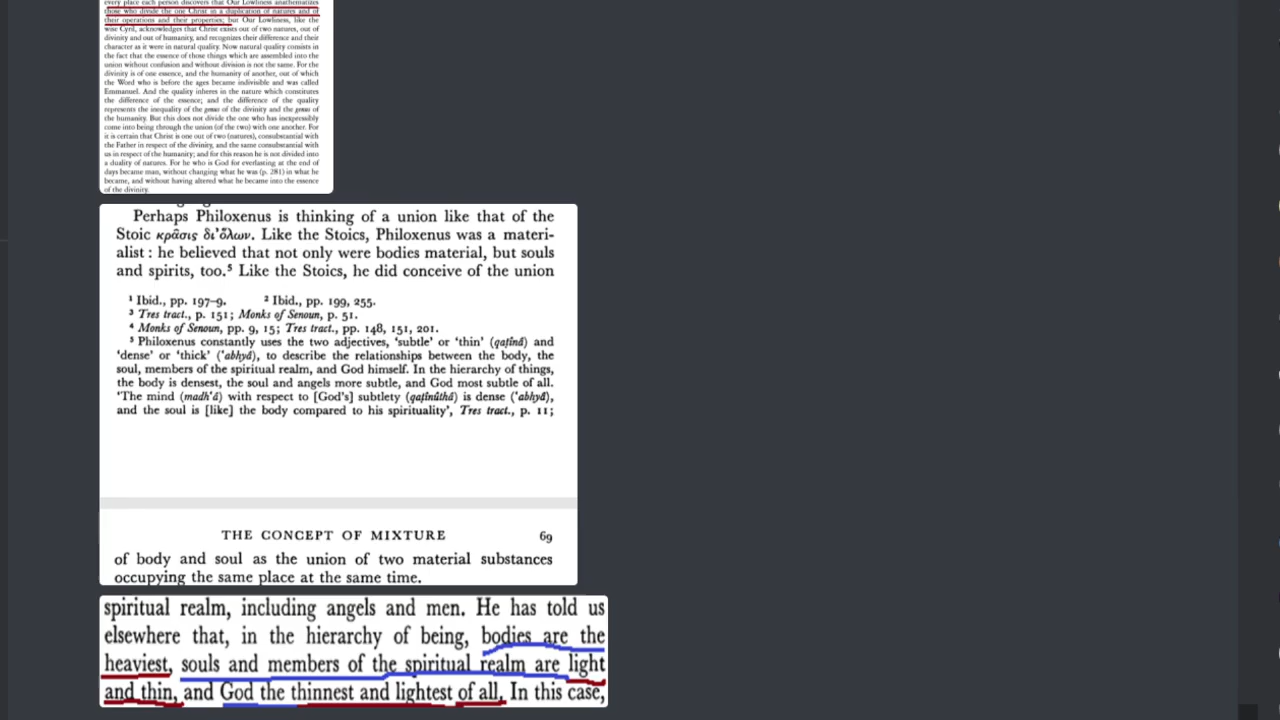 every place each person discovers that Our Lowliness anathematizes
those who divide the one Christ in a duplication of natures and of
their operations and their properties; but Our Lowliness, like the
wise Cyril, acknowledges that Christ exists out of two natures, out of
divinity and out of humanity, and recognizes their difference and their
character as it were in natural quality. Now natural quality consists in
the fact that the essence of those things which are assembled into the
union without confusion and without division is not the same. For the
divinity is of one essence, and the humanity of another, out of which
the Word who is before the ages became indivisible and was called
Emmanuel. And the quality inheres in the nature which constitutes
the difference of the essence; and the difference of the quality
represents the inequality of the genus of the divinity and the genus of
the humanity. But this does not divide the one who has inexpressibly
come into being through the union (of the two) with one another. For
it is certain that Christ is one out of two (natures), consubstantial with
the Father in respect of the divinity, and the same consubstantial with
us in respect of the humanity; and for this reason he is not divided into
a duality of natures. For he who is God for everlasting at the end of
days became man, without changing what he was (p. 281) in what he
became, and without having altered what he became into the essence
of the divinity.
Perhaps Philoxenus is thinking of a union like that of the
Stoic κρᾶσις δι’ὅλων. Like the Stoics, Philoxenus was a materi-
alist : he believed that not only were bodies material, but souls
and spirits, too.⁵ Like the Stoics, he did conceive of the union
¹ Ibid., pp. 197–9. ² Ibid., pp. 199, 255.
³ Tres tract., p. 151; Monks of Senoun, p. 51.
⁴ Monks of Senoun, pp. 9, 15; Tres tract., pp. 148, 151, 201.
⁵ Philoxenus constantly uses the two adjectives, ‘subtle’ or ‘thin’ (qaṭînâ) and
‘dense’ or ‘thick’ (‘abhyâ), to describe the relationships between the body, the
soul, members of the spiritual realm, and God himself. In the hierarchy of things,
the body is densest, the soul and angels more subtle, and God most subtle of all.
‘The mind (madh‘â) with respect to [God’s] subtlety (qaṭînûthâ) is dense (‘abhyâ),
and the soul is [like] the body compared to his spirituality’, Tres tract., p. 11;
THE CONCEPT OF MIXTURE 69
of body and soul as the union of two material substances
occupying the same place at the same time.
spiritual realm, including angels and men. He has told us
elsewhere that, in the hierarchy of being, bodies are the
heaviest, souls and members of the spiritual realm are light
and thin, and God the thinnest and lightest of all. In this case,